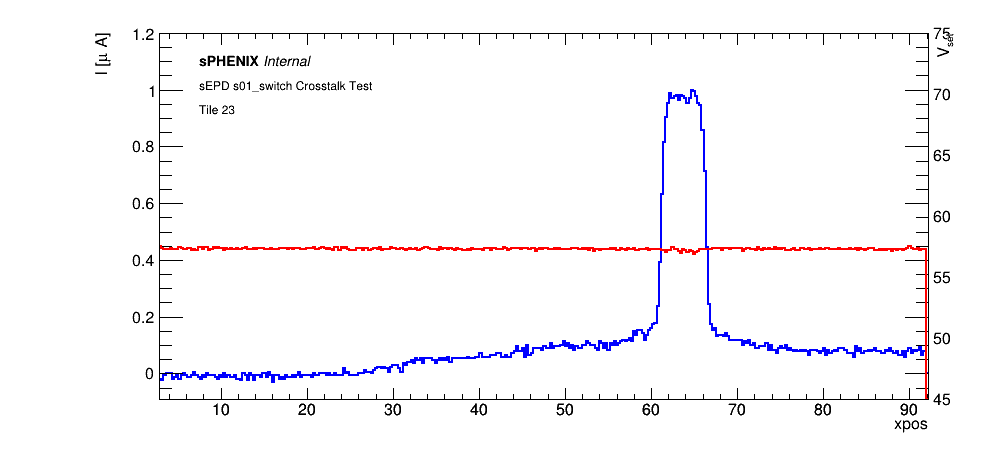 I [μ A]
1.2
1
0.8
0.6
0.4
0.2
0
sPHENIX Internal
sEPD s01_switch Crosstalk Test
Tile 23
75
70
65
60
55
50
45
V_set
10 20 30 40 50 60 70 80 90
xpos